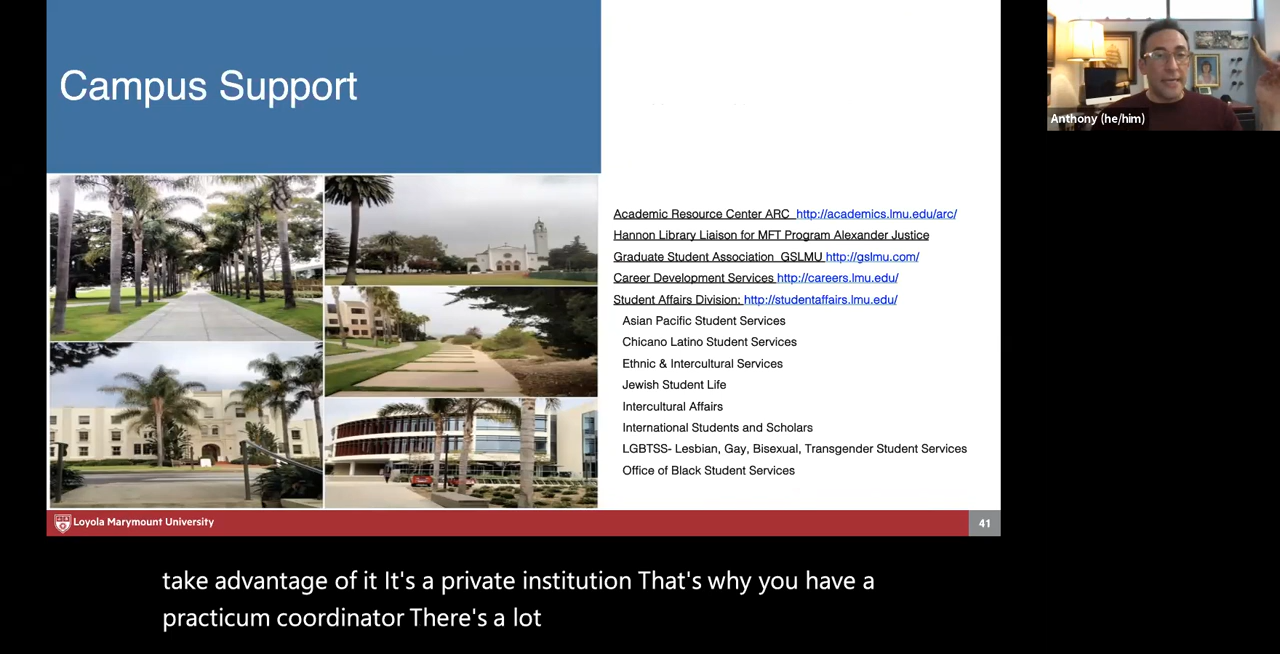 Campus Support
Anthony (he/him)
Academic Resource Center ARC http://academics.lmu.edu/arc/
Hannon Library Liaison for MFT Program Alexander Justice
Graduate Student Association GSLMU http://gslmu.com/
Career Development Services http://careers.lmu.edu/
Student Affairs Division: http://studentaffairs.lmu.edu/
Asian Pacific Student Services
Chicano Latino Student Services
Ethnic & Intercultural Services
Jewish Student Life
Intercultural Affairs
International Students and Scholars
LGBTSS- Lesbian, Gay, Bisexual, Transgender Student Services
Office of Black Student Services
Loyola Marymount University
41
take advantage of it It's a private institution That's why you have a
practicum coordinator There's a lot